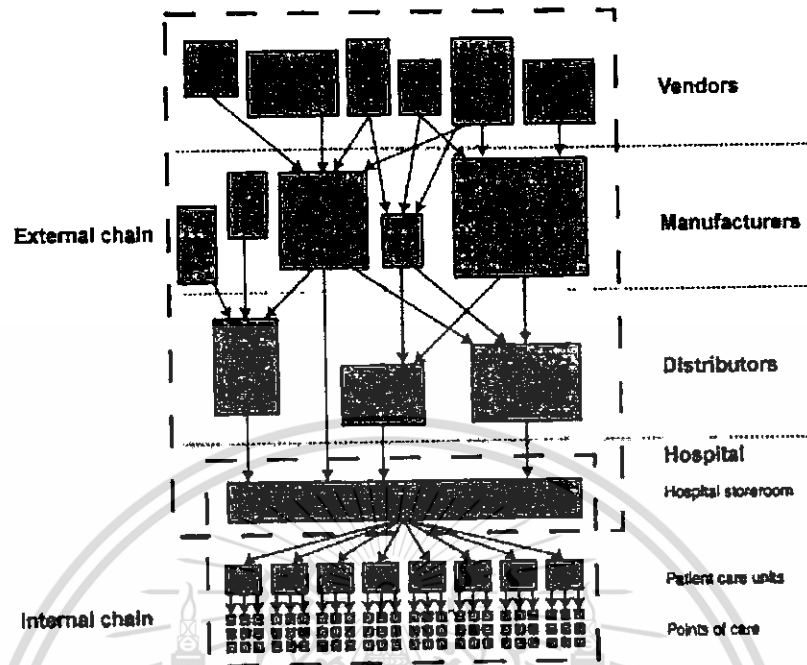 Vendors
External chain
Manufacturers
Distributors
Hospital
Hospital storeroom
Patient care units
Internal chain
Points of care